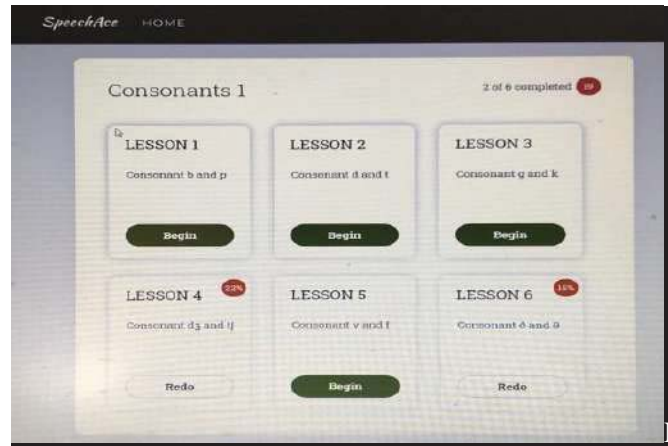 SpeechAce HOME
Consonants 1
2 of 6 completed 19
LESSON 1
Consonant b and p
Begin
LESSON 2
Consonant d and t
Begin
LESSON 3
Consonant g and k
Begin
LESSON 4
Consonant dʒ and tʃ
Redo
LESSON 5
Consonant v and f
Begin
LESSON 6
Consonant ð and
Redo